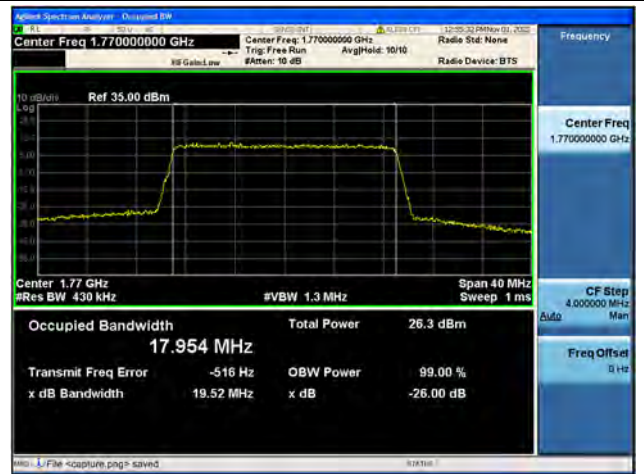 Agilent Spectrum Analyzer Occupied BW
Center Freq 1.770000000 GHz
Center Freq: 1.770000000 GHz
Radio Std: None
Trig: Free Run
Avg|Hold: 10/10
#IFGain:Low
#Atten: 10 dB
Radio Device: BTS
Frequency
10 dB/div
Ref 35.00 dBm
Log
Center Freq
1.770000000 GHz
Center 1.77 GHz
Span 40 MHz
#Res BW 430 kHz
#VBW 1.3 MHz
Sweep 1 ms
CF Step
4.000000 MHz
Auto
Man
Occupied Bandwidth
Total Power
26.3 dBm
17.954 MHz
Freq Offset
0 Hz
Transmit Freq Error
-516 Hz
OBW Power
99.00 %
x dB Bandwidth
19.52 MHz
x dB
-26.00 dB
MSG
File <capture.png> saved
STATUS